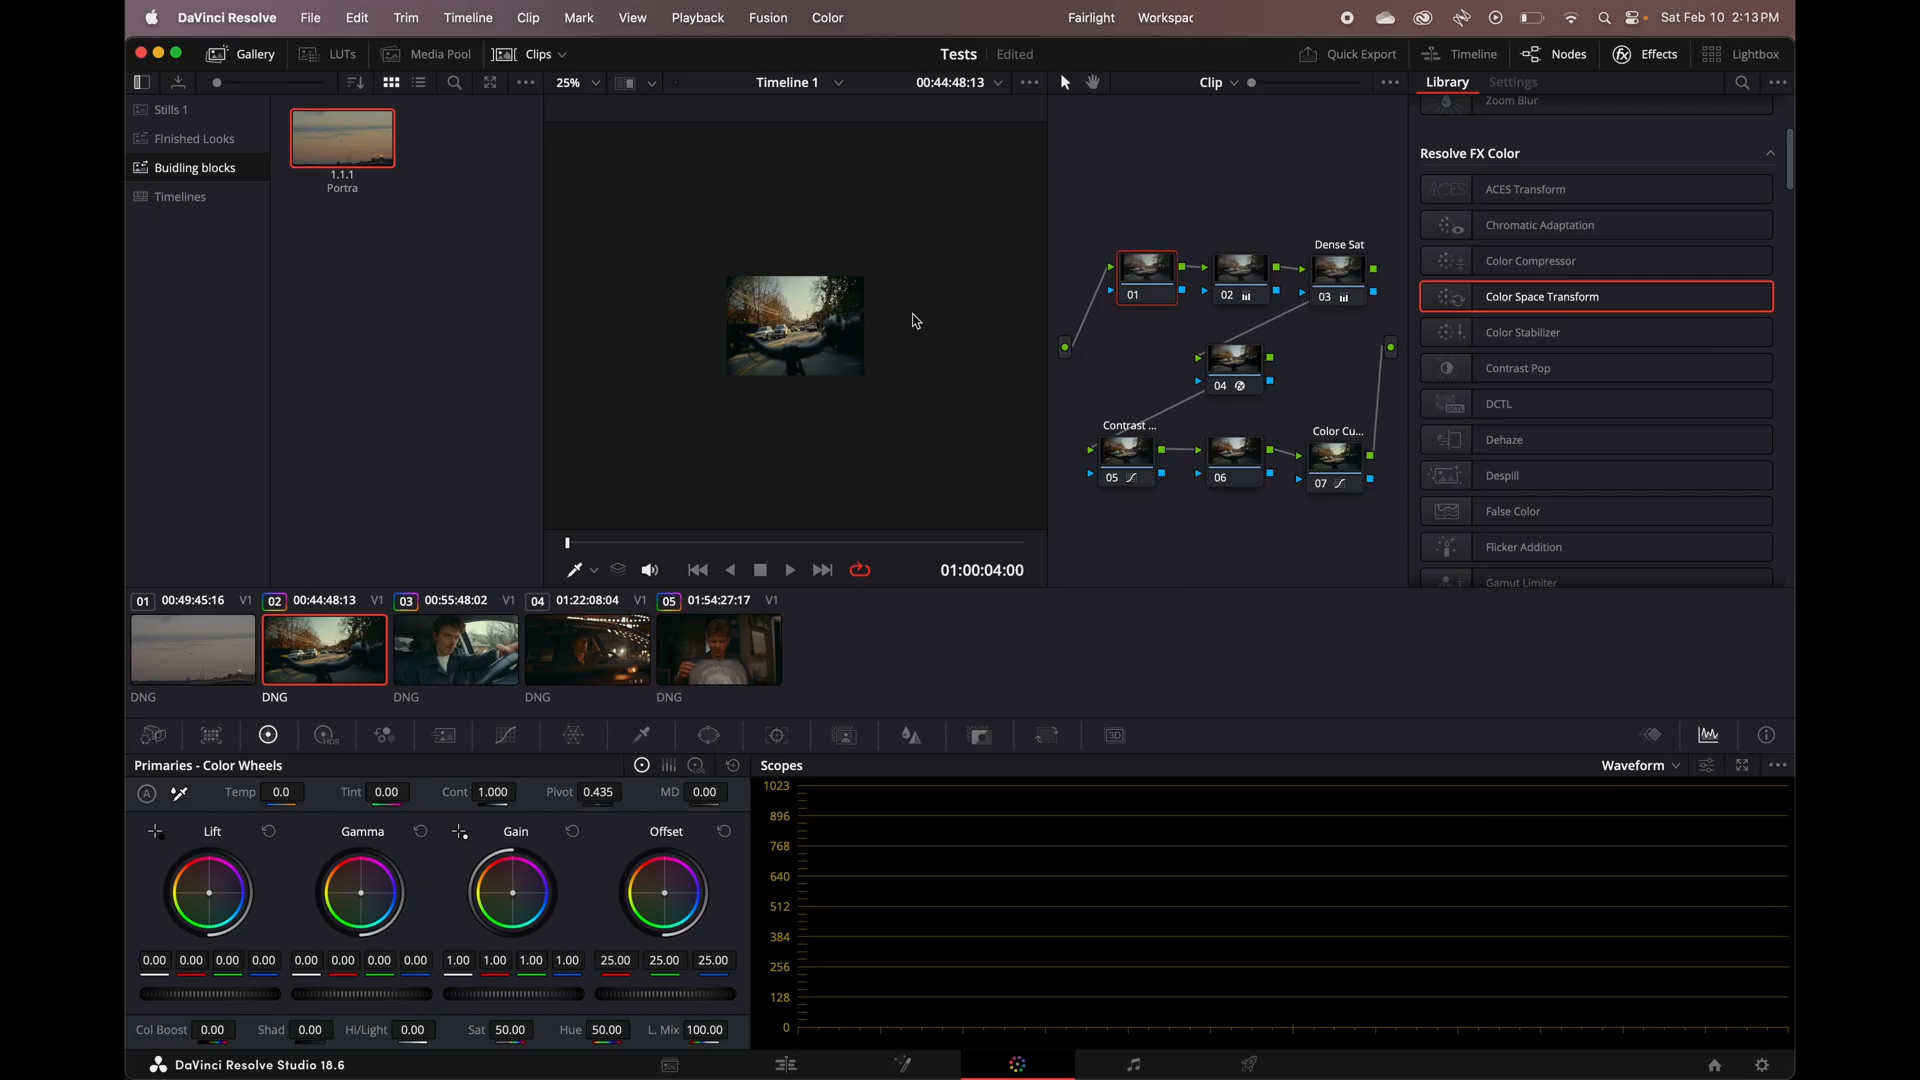 DaVinci Resolve File Edit Trim Timeline Clip Mark View Playback Fusion Color Fairlight Workspac Sat Feb 10 2:13 PM
Gallery LUTs Media Pool Clips Tests Edited Quick Export Timeline Nodes Effects Lightbox
25% Timeline 1 00:44:48:13 Clip Library Settings
Stills 1
FInished Looks
Buidling blocks
Timelines
1.1.1
Portra
01:00:04:00
Dense Sat
01
02
03
04
Contrast ...
Color Cu...
05
06
07
Zoom Blur
Resolve FX Color
ACES Transform
Chromatic Adaptation
Color Compressor
Color Space Transform
Color Stabilizer
Contrast Pop
DCTL DCTL
Dehaze
Despill
False Color
Flicker Addition
Gamut Limiter
01 00:49:45:16 V1 02 00:44:48:13 V1 03 00:55:48:02 V1 04 01:22:08:04 V1 05 01:54:27:17 V1
DNG DNG DNG DNG DNG
HDR 3D
Primaries - Color Wheels LOG
A Temp 0.0 Tint 0.00 Cont 1.000 Pivot 0.435 MD 0.00
Lift Gamma Gain Offset
0.00 0.00 0.00 0.00 0.00 0.00 0.00 0.00 1.00 1.00 1.00 1.00 25.00 25.00 25.00
Col Boost 0.00 Shad 0.00 Hi/Light 0.00 Sat 50.00 Hue 50.00 L. Mix 100.00
Scopes Waveform
1023
896
768
640
512
384
256
128
0
DaVinci Resolve Studio 18.6